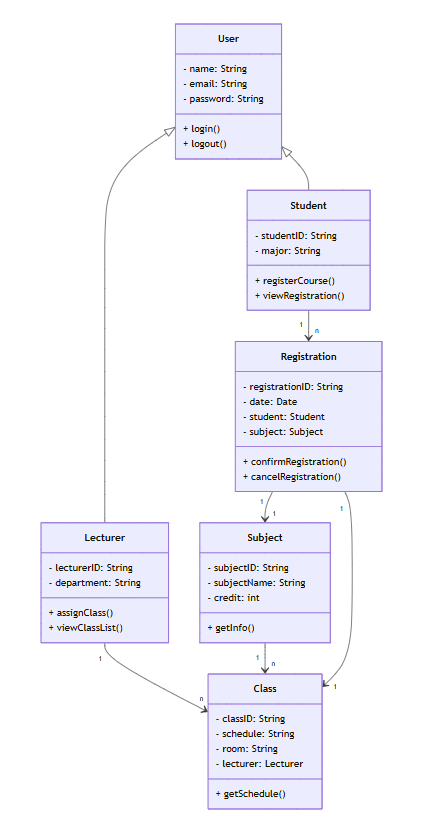 User
- name: String
- email: String
- password: String
+ login()
+ logout()
Student
- studentID: String
- major: String
+ registerCourse()
+ viewRegistration()
1
n
Registration
- registrationID: String
- date: Date
- student: Student
- subject: Subject
+ confirmRegistration()
+ cancelRegistration()
1
1
1
Lecturer
- lecturerID: String
- department: String
+ assignClass()
+ viewClassList()
1
Subject
- subjectID: String
- subjectName: String
- credit: int
+ getInfo()
1
n
n
1
Class
- classID: String
- schedule: String
- room: String
- lecturer: Lecturer
+ getSchedule()